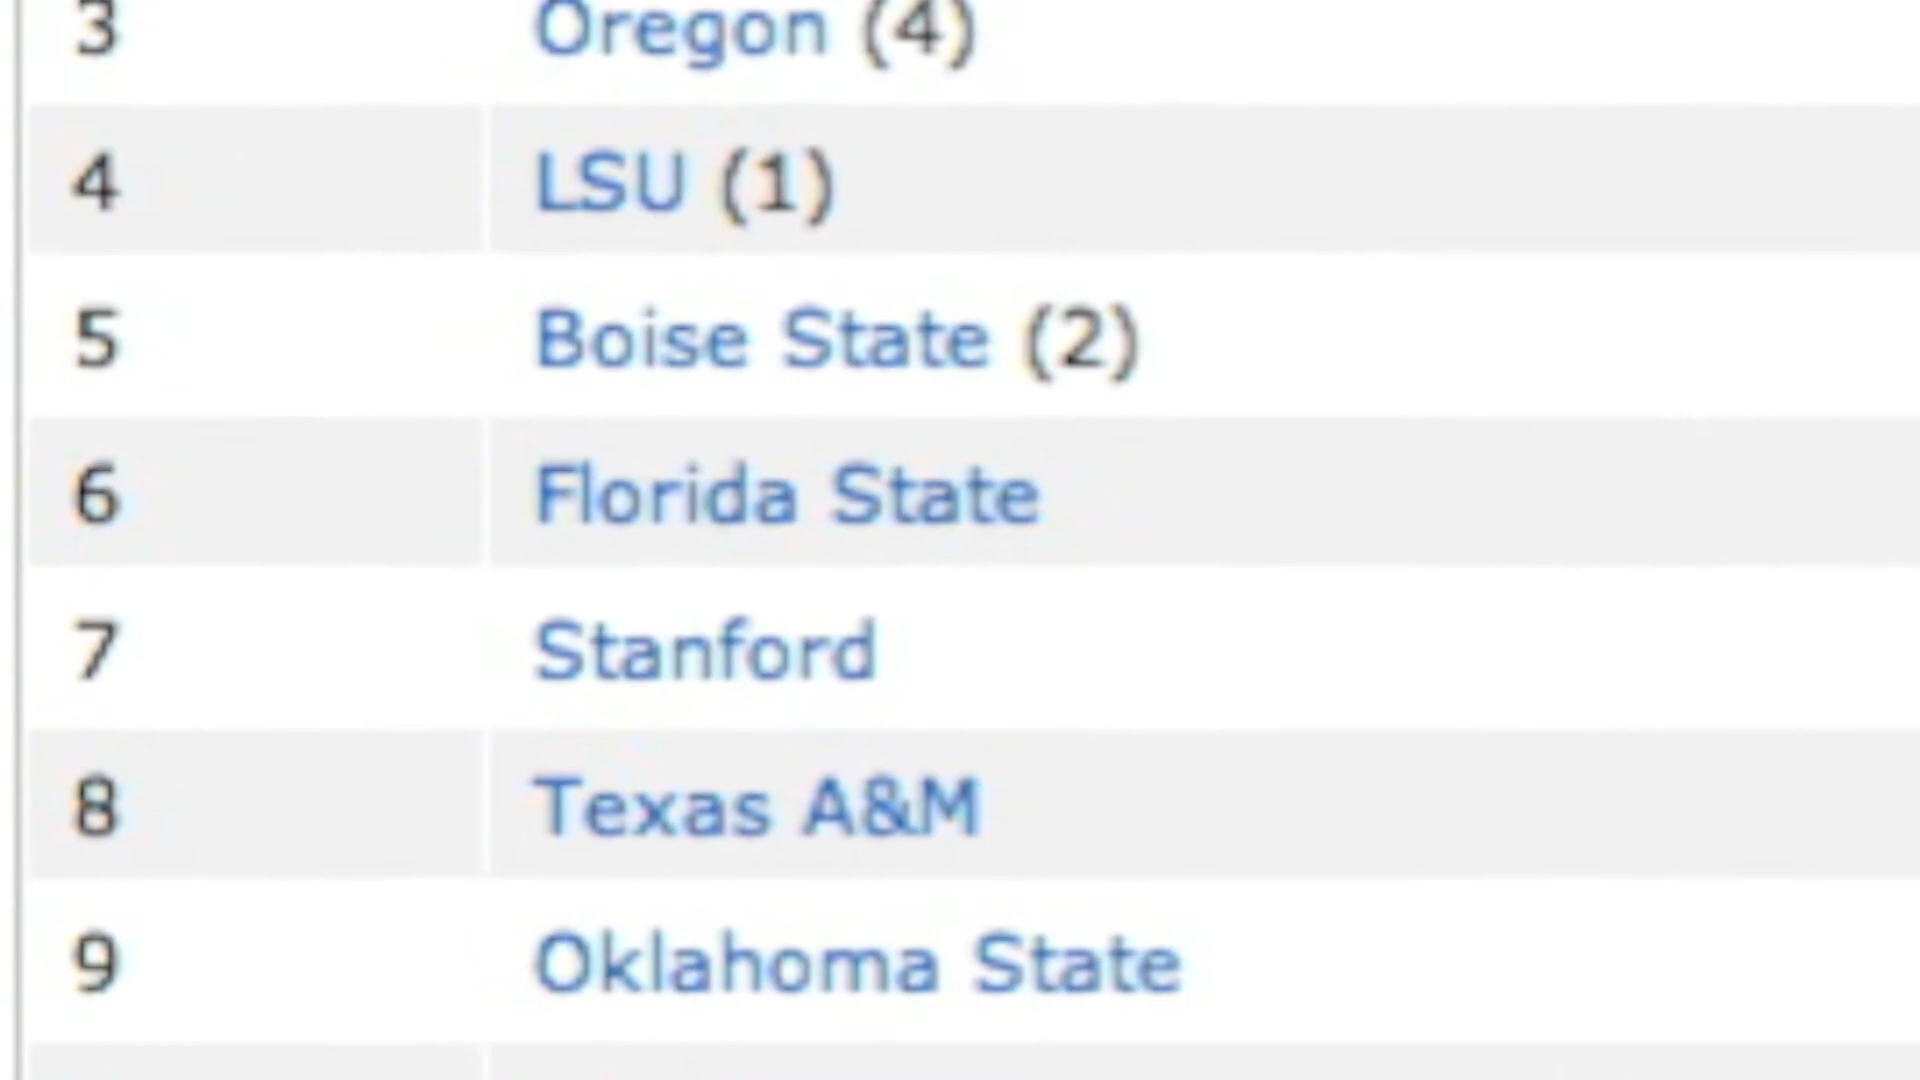 3 Oregon (4)
4 LSU (1)
5 Boise State (2)
6 Florida State
7 Stanford
8 Texas A&M
9 Oklahoma State